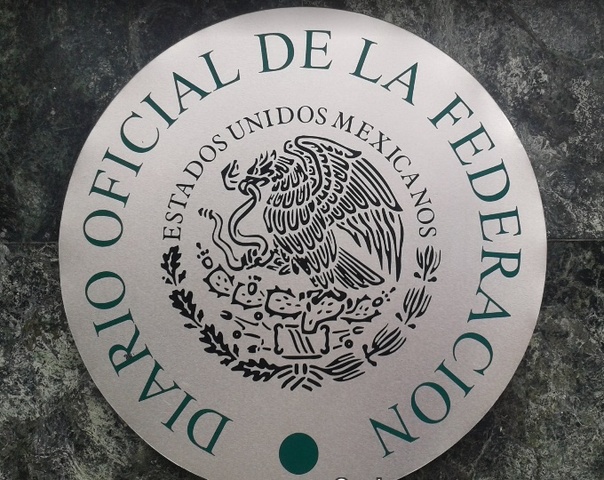 DIARIO OFICIAL DE LA FEDERACION
ESTADOS UNIDOS MEXICANOS